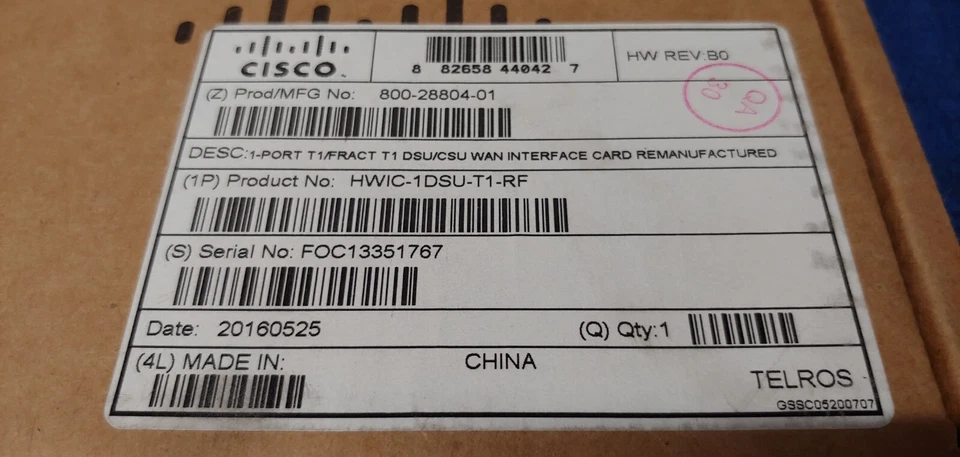 CISCO
8 82658 44042 7
HW REV:B0
(Z) Prod/MFG No: 800-28804-01
QA
30
DESC:1-PORT T1/FRACT T1 DSU/CSU WAN INTERFACE CARD REMANUFACTURED
(1P) Product No: HWIC-1DSU-T1-RF
(S) Serial No: FOC13351767
Date: 20160525
(Q) Qty:1
(4L) MADE IN: CHINA
TELROS
GSSC05200707